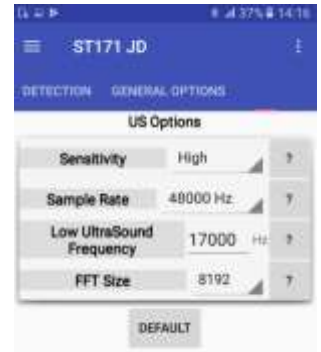 37% 14:16
ST171 JD
DETECTION GENERAL OPTIONS
US Options
Sensitivity High ?
Sample Rate 48000 Hz ?
Low UltraSound
Frequency 17000 Hz ?
FFT Size 8192 ?
DEFAULT